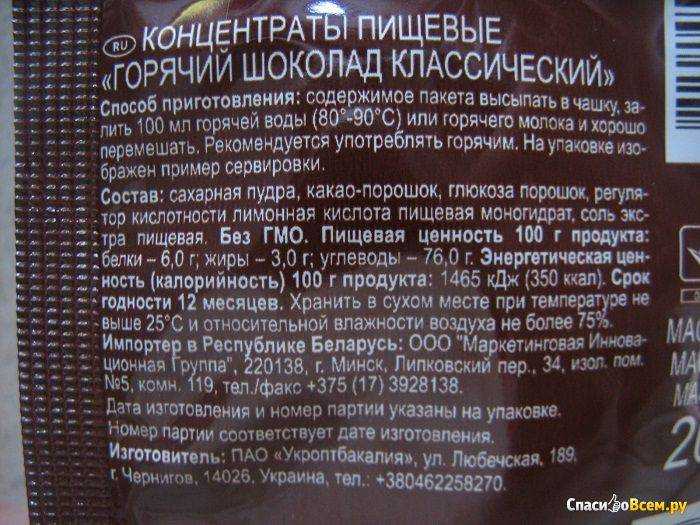 RU КОНЦЕНТРАТЫ ПИЩЕВЫЕ
«ГОРЯЧИЙ ШОКОЛАД КЛАССИЧЕСКИЙ»
Способ приготовления: содержимое пакета высыпать в чашку, за-
лить 100 мл горячей воды (80°-90°С) или горячего молока и хорошо
перемешать. Рекомендуется употреблять горячим. На упаковке изо-
бражен пример сервировки.
Состав: сахарная пудра, какао-порошок, глюкоза порошок, регуля-
тор кислотности лимонная кислота пищевая моногидрат, соль экс-
тра пищевая. Без ГМО. Пищевая ценность 100 г продукта:
белки – 6,0 г; жиры – 3,0 г; углеводы – 76,0 г. Энергетическая цен-
ность (калорийность) 100 г продукта: 1465 кДж (350 ккал). Срок
годности 12 месяцев. Хранить в сухом месте при температуре не
выше 25°С и относительной влажности воздуха не более 75%.
Импортер в Республике Беларусь: ООО "Маркетинговая Иннова-
ционная Группа", 220138, г. Минск, Липковский пер., 34, изол. пом.
№5, комн. 119, тел./факс +375 (17) 3928138.
Дата изготовления и номер партии указаны на упаковке.
Номер партии соответствует дате изготовления.
Изготовитель: ПАО «Укроптбакалия», ул. Любечская, 189,
г. Чернигов, 14026, Украина, тел.: +380462258270.
СпасибоВсем.ру